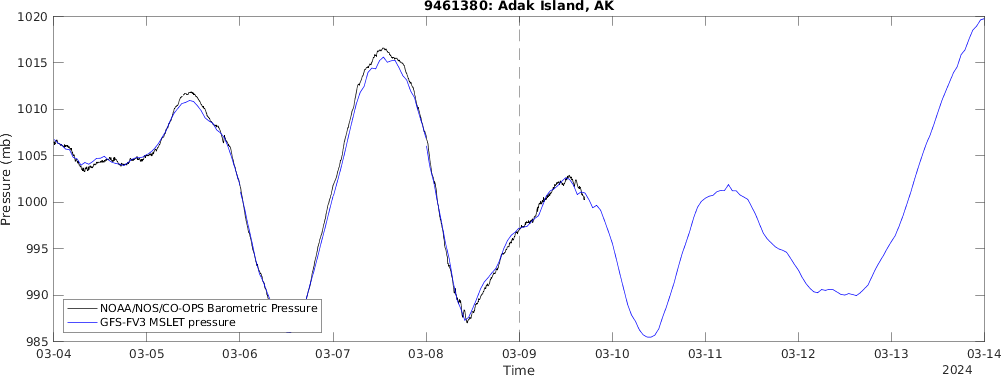 9461380: Adak Island, AK
1020
1015
1010
1005
1000
995
990
985
Pressure (mb)
NOAA/NOS/CO-OPS Barometric Pressure
GFS-FV3 MSLET pressure
03-04 03-05 03-06 03-07 03-08 03-09 03-10 03-11 03-12 03-13 03-14
Time
2024